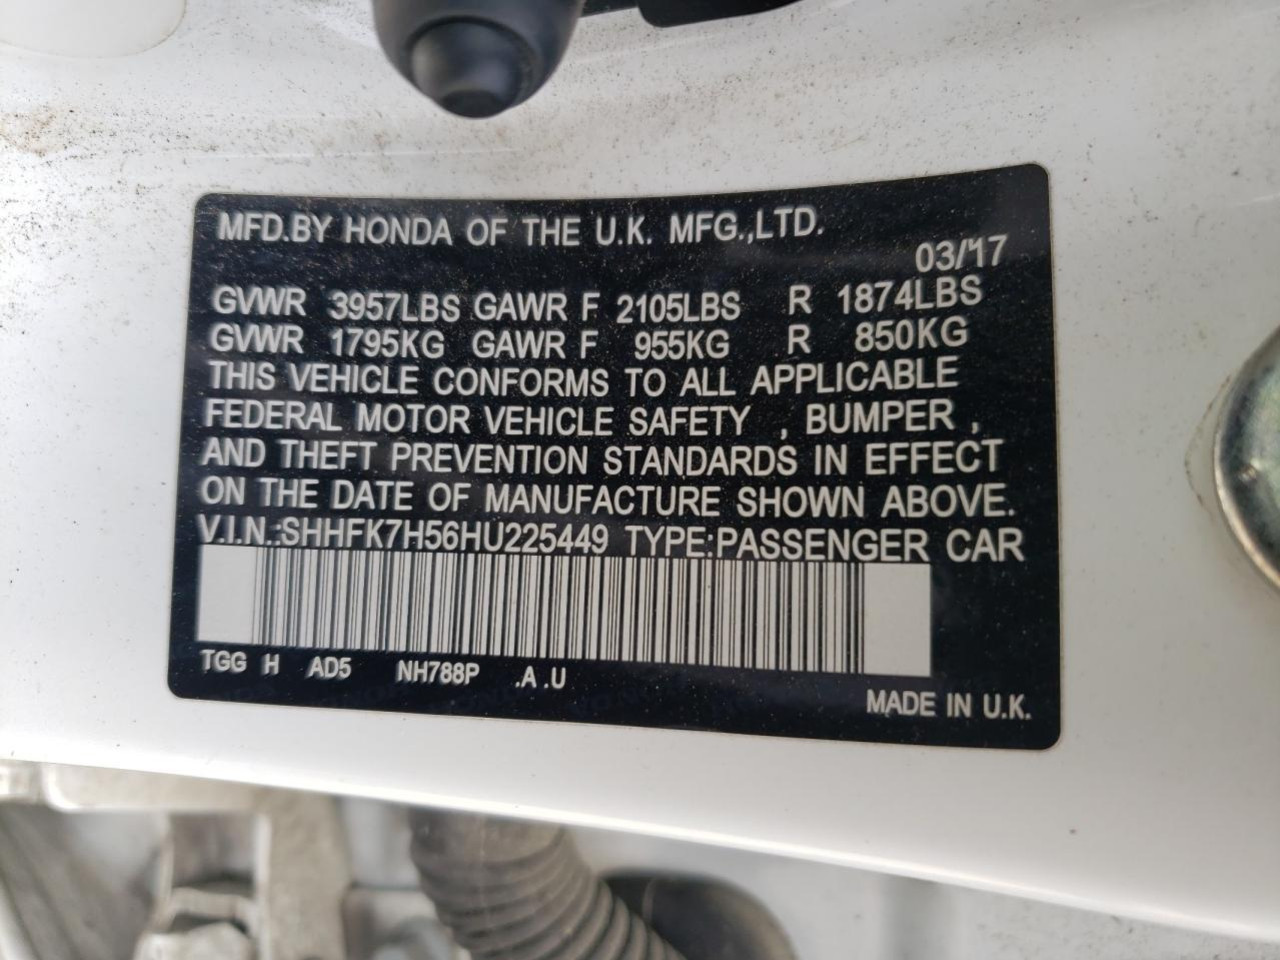 MFD.BY HONDA OF THE U.K. MFG.,LTD.
03/17
GVWR 3957LBS GAWR F 2105LBS R 1874LBS
GVWR 1795KG GAWR F 955KG R 850KG
THIS VEHICLE CONFORMS TO ALL APPLICABLE
FEDERAL MOTOR VEHICLE SAFETY , BUMPER ,
AND THEFT PREVENTION STANDARDS IN EFFECT
ON THE DATE OF MANUFACTURE SHOWN ABOVE.
V.I.N.:SHHFK7H56HU225449 TYPE:PASSENGER CAR
TGG H AD5 NH788P .A .U
MADE IN U.K.